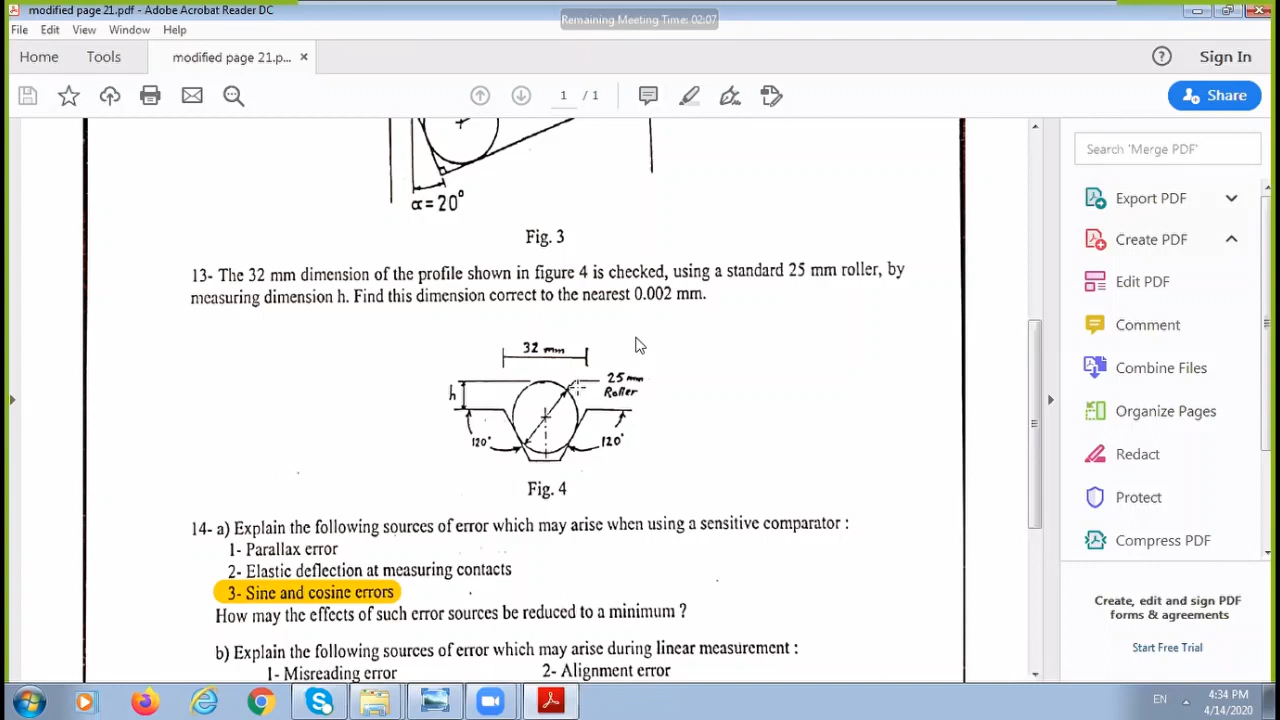 modified page 21.pdf - Adobe Acrobat Reader DC
Remaining Meeting Time: 02:07
File Edit View Window Help
Home Tools modified page 21.p... ×
? Sign In
1 / 1
Share
α = 20°
Fig. 3
13- The 32 mm dimension of the profile shown in figure 4 is checked, using a standard 25 mm roller, by
measuring dimension h. Find this dimension correct to the nearest 0.002 mm.
32 mm
25 mm
Roller
h
120°
120°
Fig. 4
14- a) Explain the following sources of error which may arise when using a sensitive comparator :
1- Parallax error
2- Elastic deflection at measuring contacts
3- Sine and cosine errors
How may the effects of such error sources be reduced to a minimum ?
b) Explain the following sources of error which may arise during linear measurement :
1- Misreading error 2- Alignment error
Search 'Merge PDF'
Export PDF
Create PDF
Edit PDF
Comment
Combine Files
Organize Pages
Redact
Protect
Compress PDF
Create, edit and sign PDF
forms & agreements
Start Free Trial
EN
4:34 PM
4/14/2020